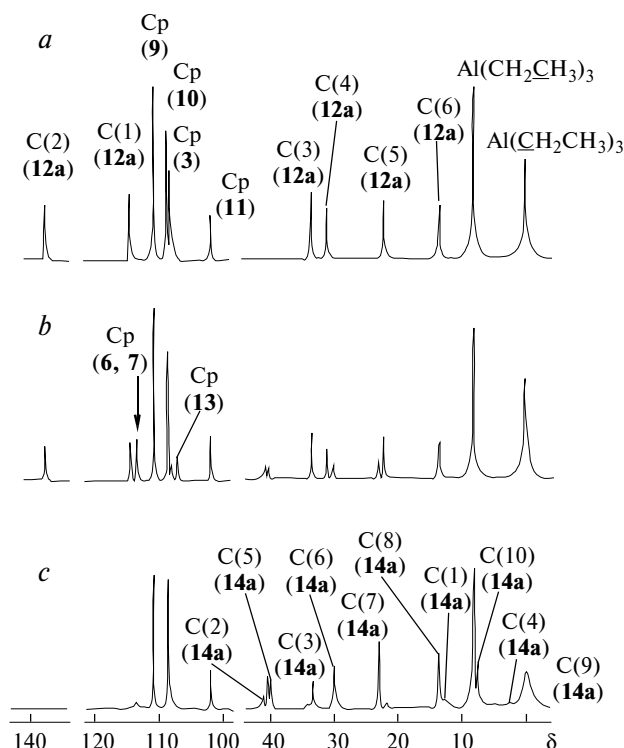 a
Cp
(9)
Cp
(10)
Cp
(3)
Cp
(11)
C(2)
(12a)
C(1)
(12a)
C(3)
(12a)
C(4)
(12a)
C(5)
(12a)
C(6)
(12a)
Al(CH₂CH₃)₃
Al(CH₂CH₃)₃
b
Cp
(6, 7)
Cp
(13)
c
C(2)
(14a)
C(5)
(14a)
C(3)
(14a)
C(6)
(14a)
C(7)
(14a)
C(8)
(14a)
C(1)
(14a)
C(10)
(14a)
C(4)
(14a)
C(9)
(14a)
140 120 110 100 40 30 20 10 δ